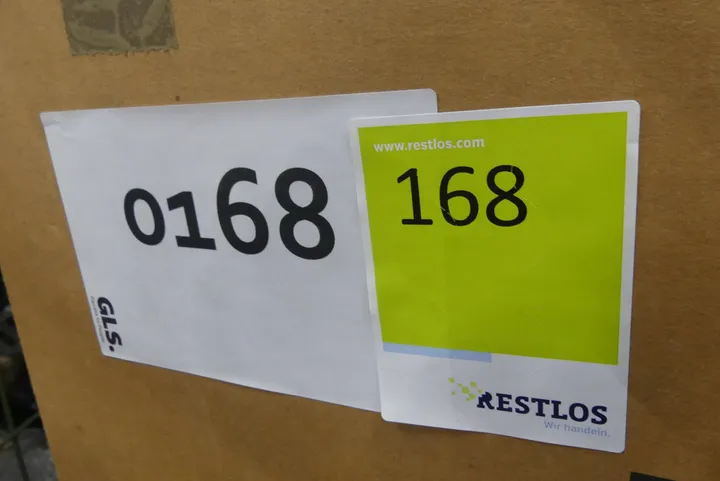 0168
GLS.
www.restlos.com
168
RESTLOS
Wir handeln.